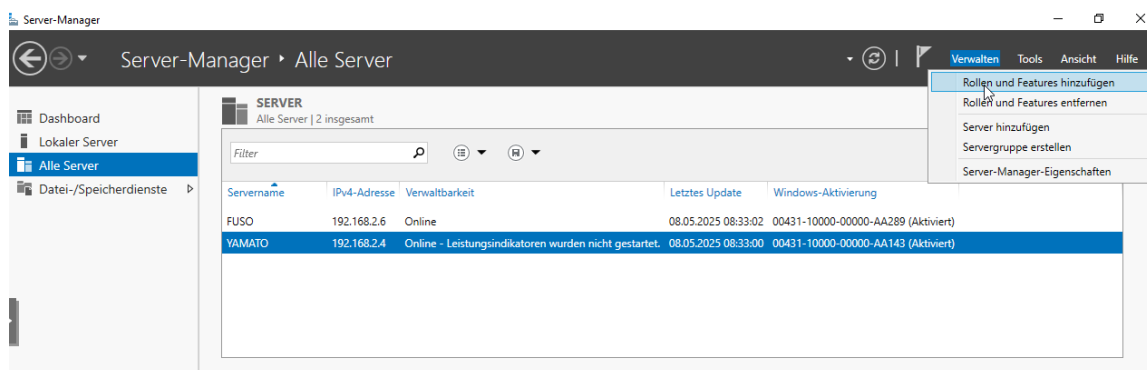 Server-Manager
Server-Manager ‣ Alle Server
Verwalten Tools Ansicht Hilfe
Rollen und Features hinzufügen
Rollen und Features entfernen
Server hinzufügen
Servergruppe erstellen
Server-Manager-Eigenschaften
Dashboard
Lokaler Server
Alle Server
Datei-/Speicherdienste
SERVER
Alle Server | 2 insgesamt
Filter
Servername IPv4-Adresse Verwaltbarkeit Letztes Update Windows-Aktivierung
FUSO 192.168.2.6 Online 08.05.2025 08:33:02 00431-10000-00000-AA289 (Aktiviert)
YAMATO 192.168.2.4 Online - Leistungsindikatoren wurden nicht gestartet. 08.05.2025 08:33:00 00431-10000-00000-AA143 (Aktiviert)